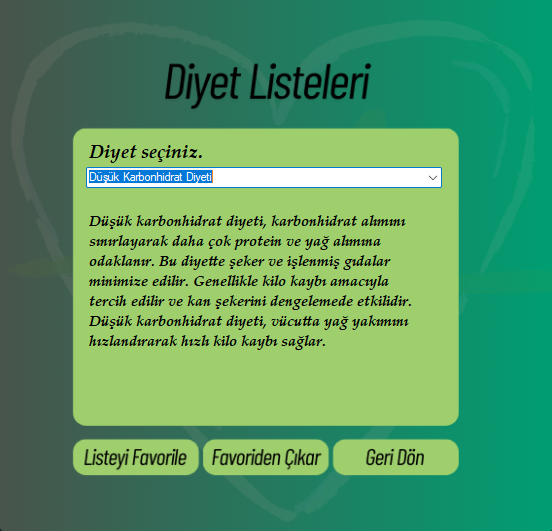 Diyet Listeleri
Diyet seçiniz.
Düşük Karbonhidrat Diyeti
Düşük karbonhidrat diyeti, karbonhidrat alımını
sınırlayarak daha çok protein ve yağ alımına
odaklanır. Bu diyette şeker ve işlenmiş gıdalar
minimize edilir. Genellikle kilo kaybı amacıyla
tercih edilir ve kan şekerini dengelemede etkilidir.
Düşük karbonhidrat diyeti, vücutta yağ yakımını
hızlandırarak hızlı kilo kaybı sağlar.
Listeyi Favorile Favoriden Çıkar Geri Dön